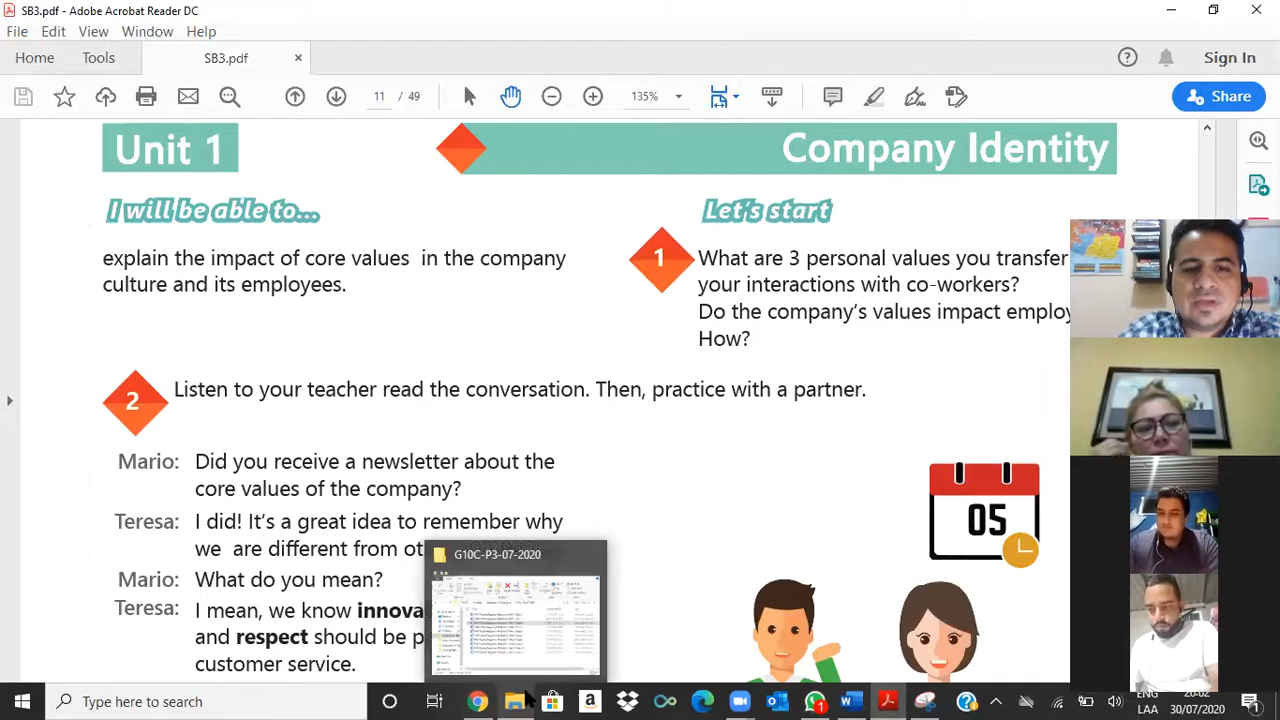 SB3.pdf - Adobe Acrobat Reader DC
File Edit View Window Help
Home Tools SB3.pdf
Sign In
11 / 49 135% Share
Unit 1
Company Identity
I will be able to...
explain the impact of core values in the company
culture and its employees.
Let's start
1
What are 3 personal values you transfer
your interactions with co-workers?
Do the company's values impact employ
How?
2
Listen to your teacher read the conversation. Then, practice with a partner.
Mario: Did you receive a newsletter about the
core values of the company?
Teresa: I did! It's a great idea to remember why
we are different from ot
Mario: What do you mean?
Teresa: I mean, we know innova
and respect should be p
customer service.
05
G10C-P3-07-2020
Type here to search
1
ESP
LAA
20:02
30/07/2020
1